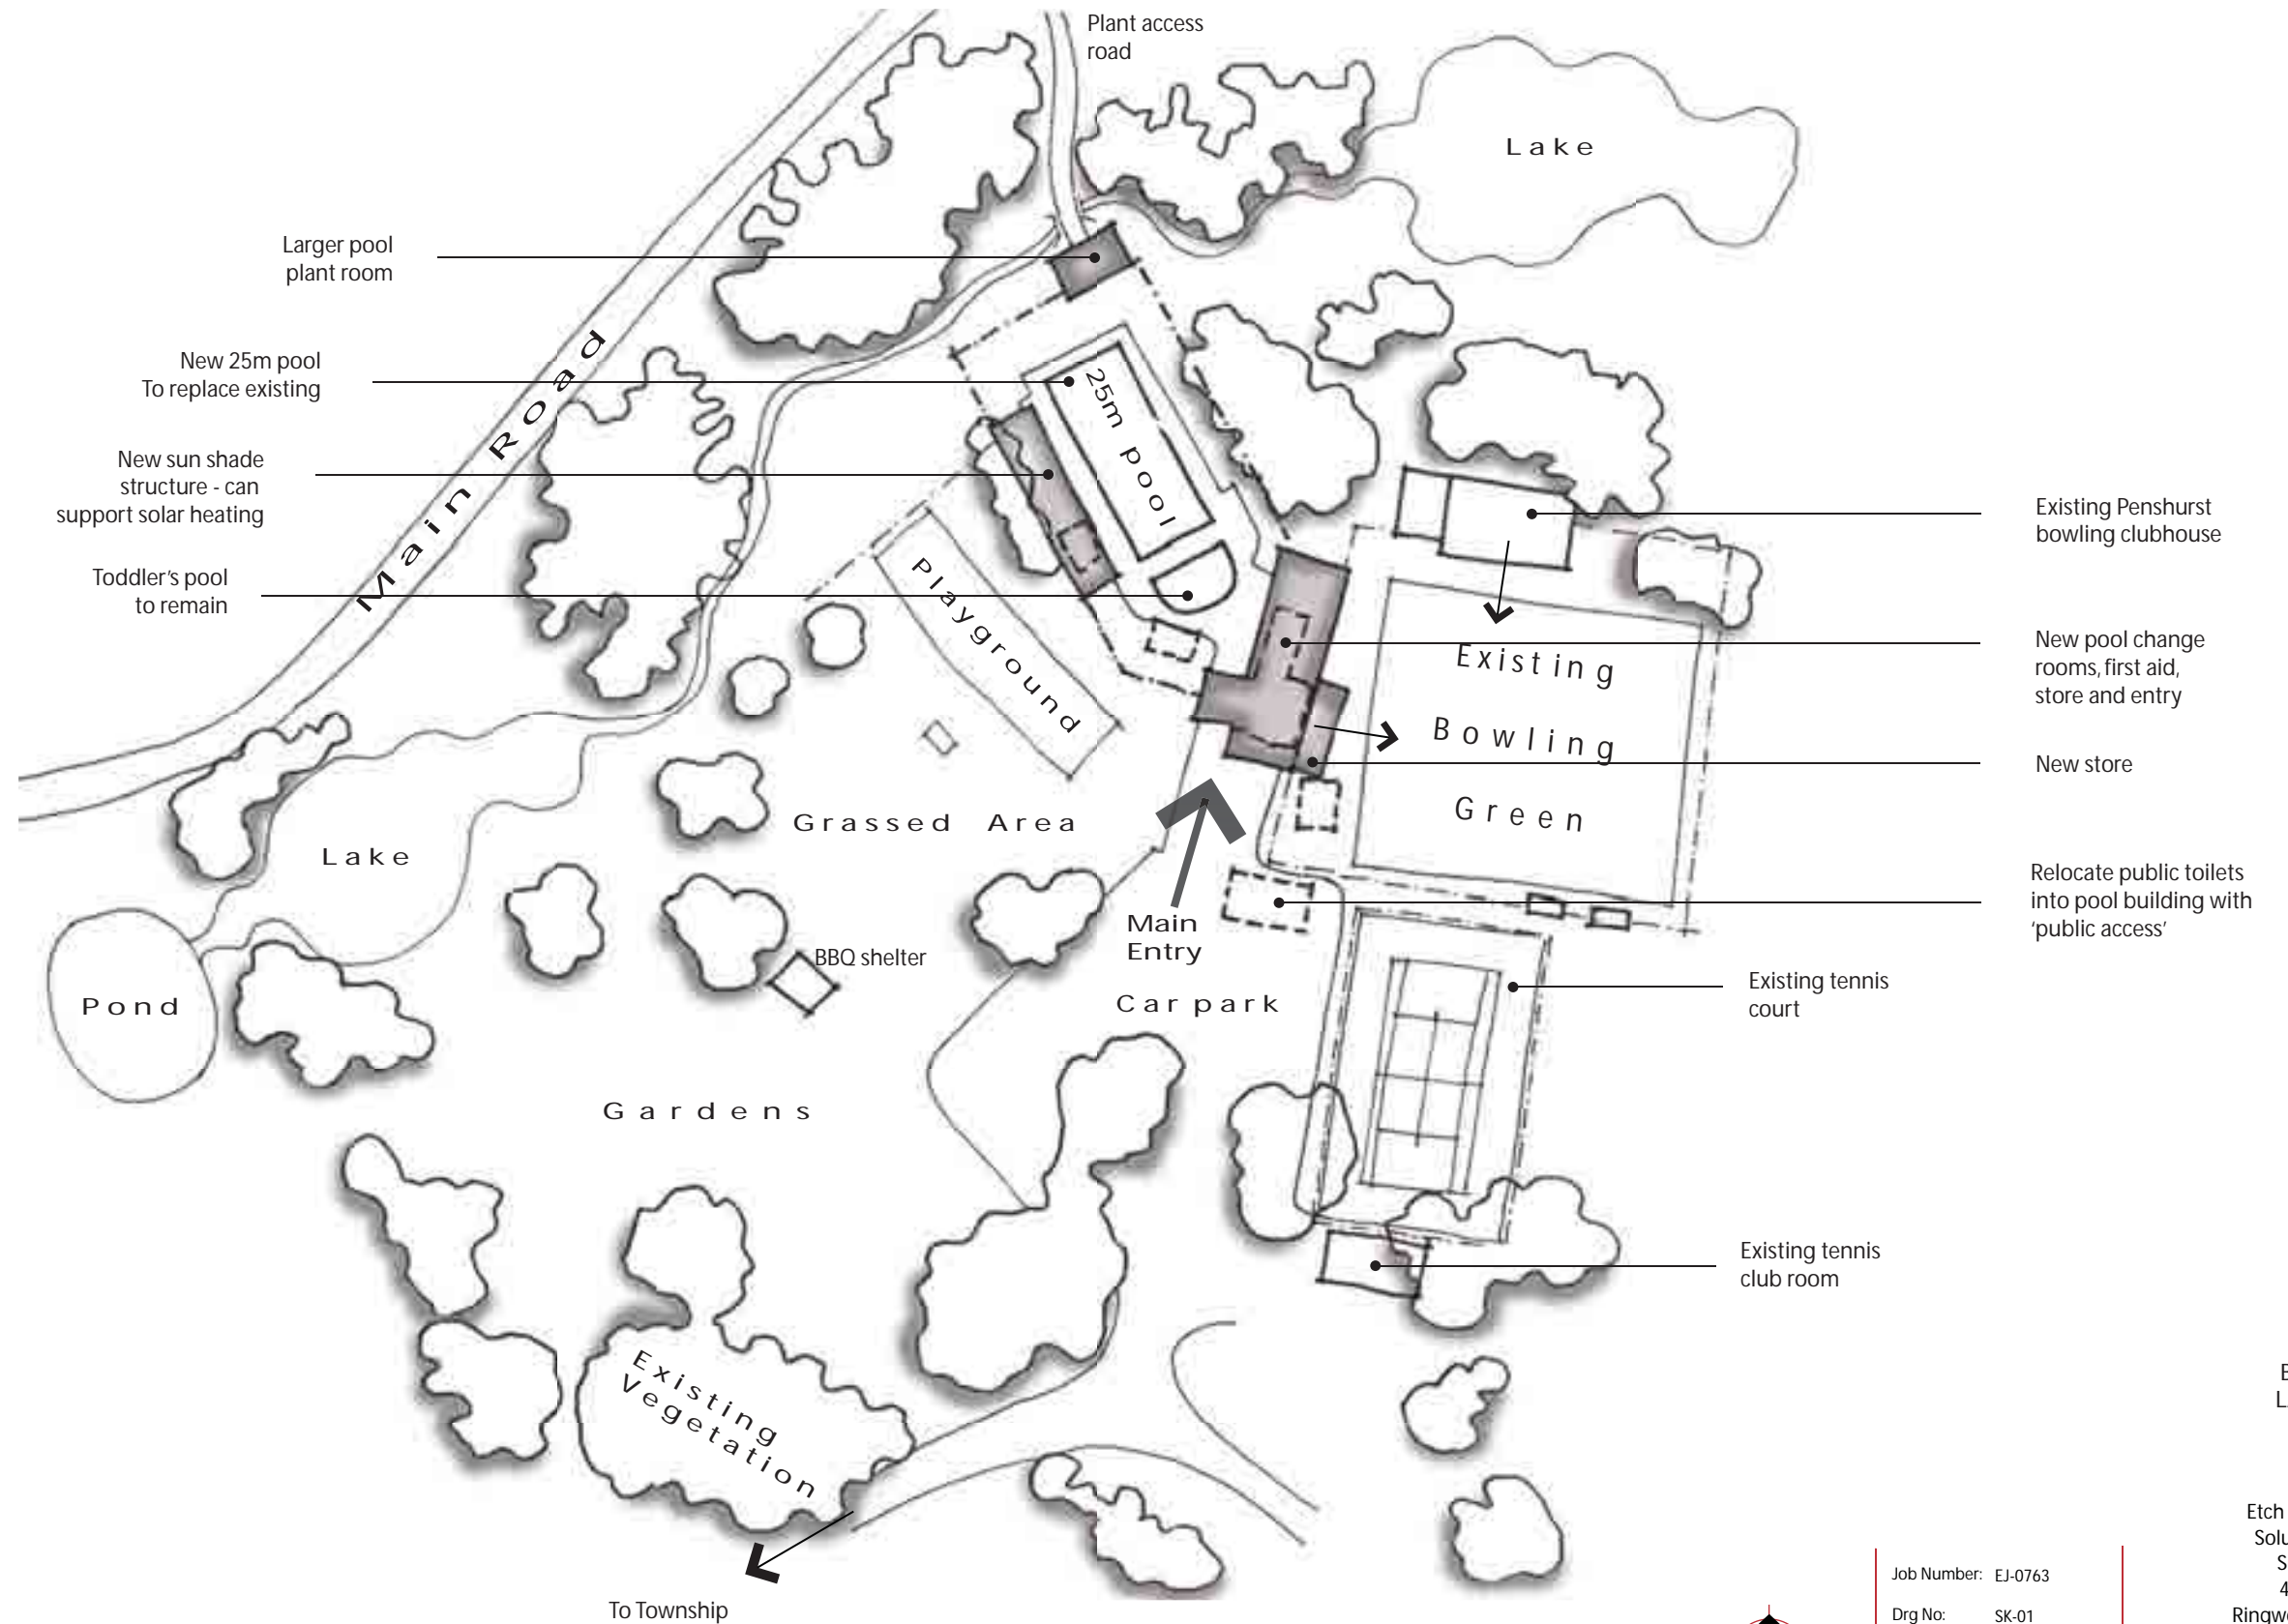 Plant access
road
Lake
Larger pool
plant room
New 25m pool
To replace existing
25m pool
Main Road
New sun shade
structure - can
support solar heating
Existing Penshurst
bowling clubhouse
Toddler's pool
to remain
Playground
New pool change
rooms, first aid,
store and entry
Existing
Bowling
Green
New store
Grassed Area
Lake
Relocate public toilets
into pool building with
'public access'
Main
Entry
BBQ shelter
Pond
Car park
Existing tennis
court
Gardens
Existing tennis
club room
Existing
Vegetation
To Township
Job Number: EJ-0763
Drg No: SK-01
Etch